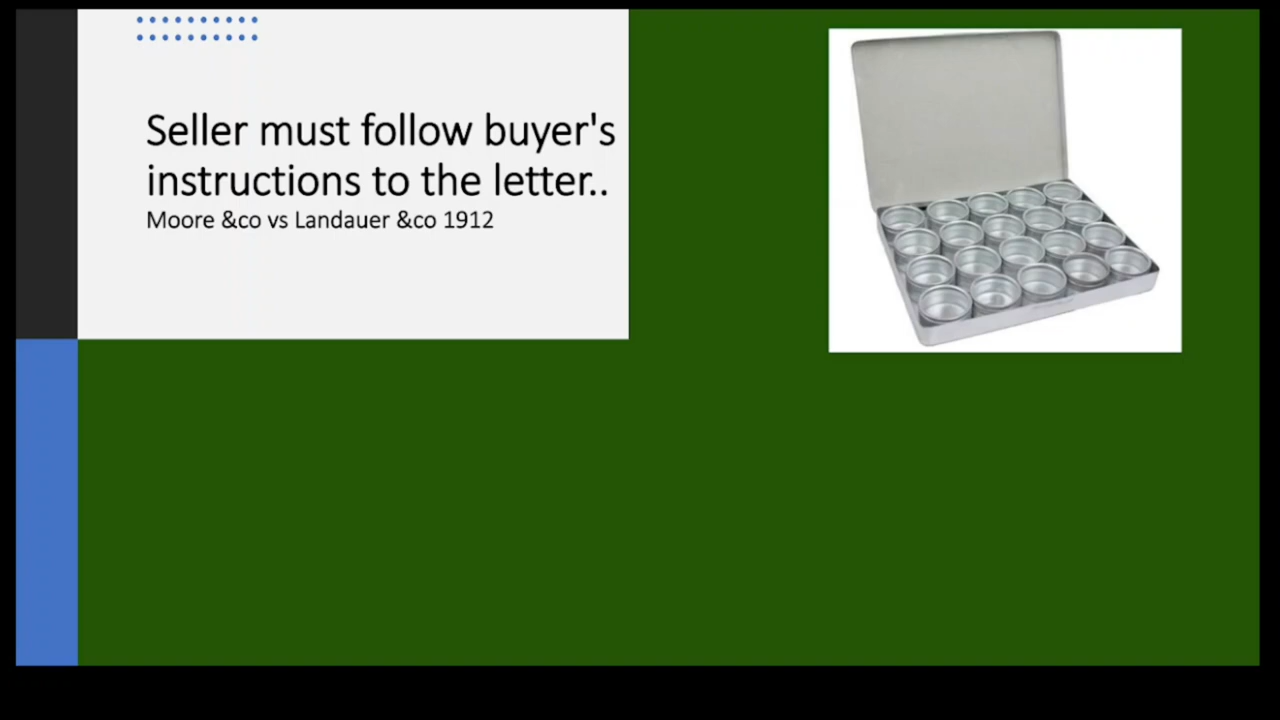 Seller must follow buyer's
instructions to the letter..
Moore &co vs Landauer &co 1912